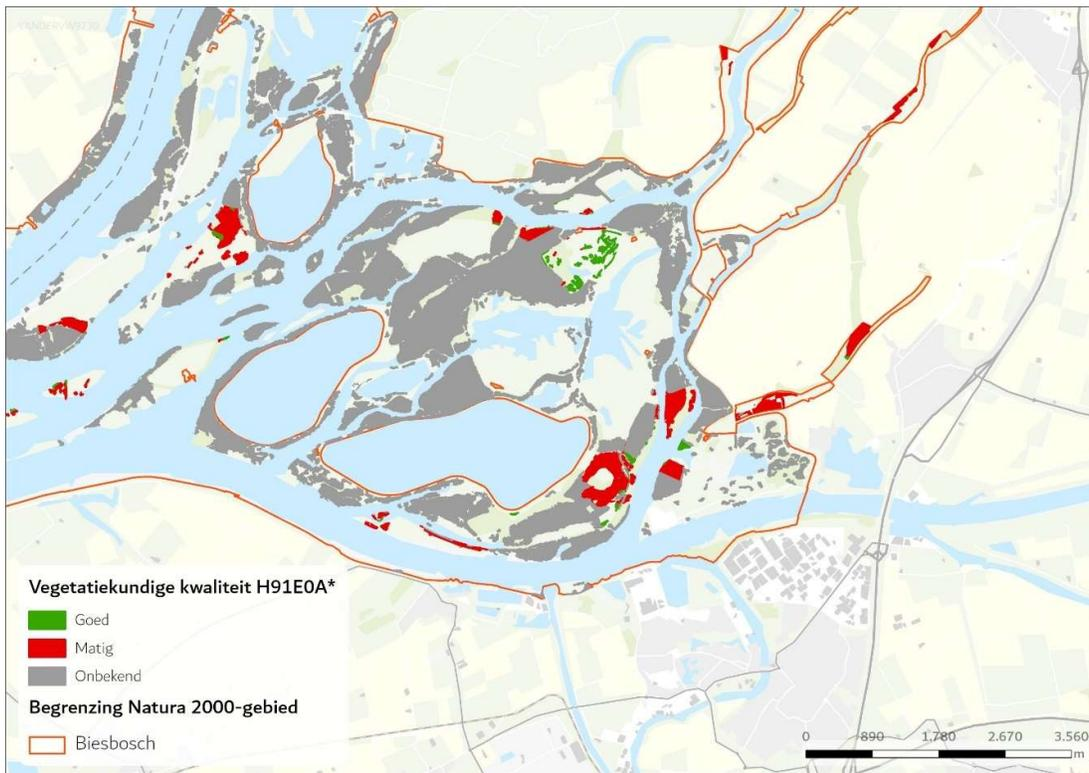 VANDERVW9730
Vegetatiekundige kwaliteit H91E0A*
Goed
Matig
Onbekend
Begrenzing Natura 2000-gebied
Biesbosch
0 890 1.780 2.670 3.560
m